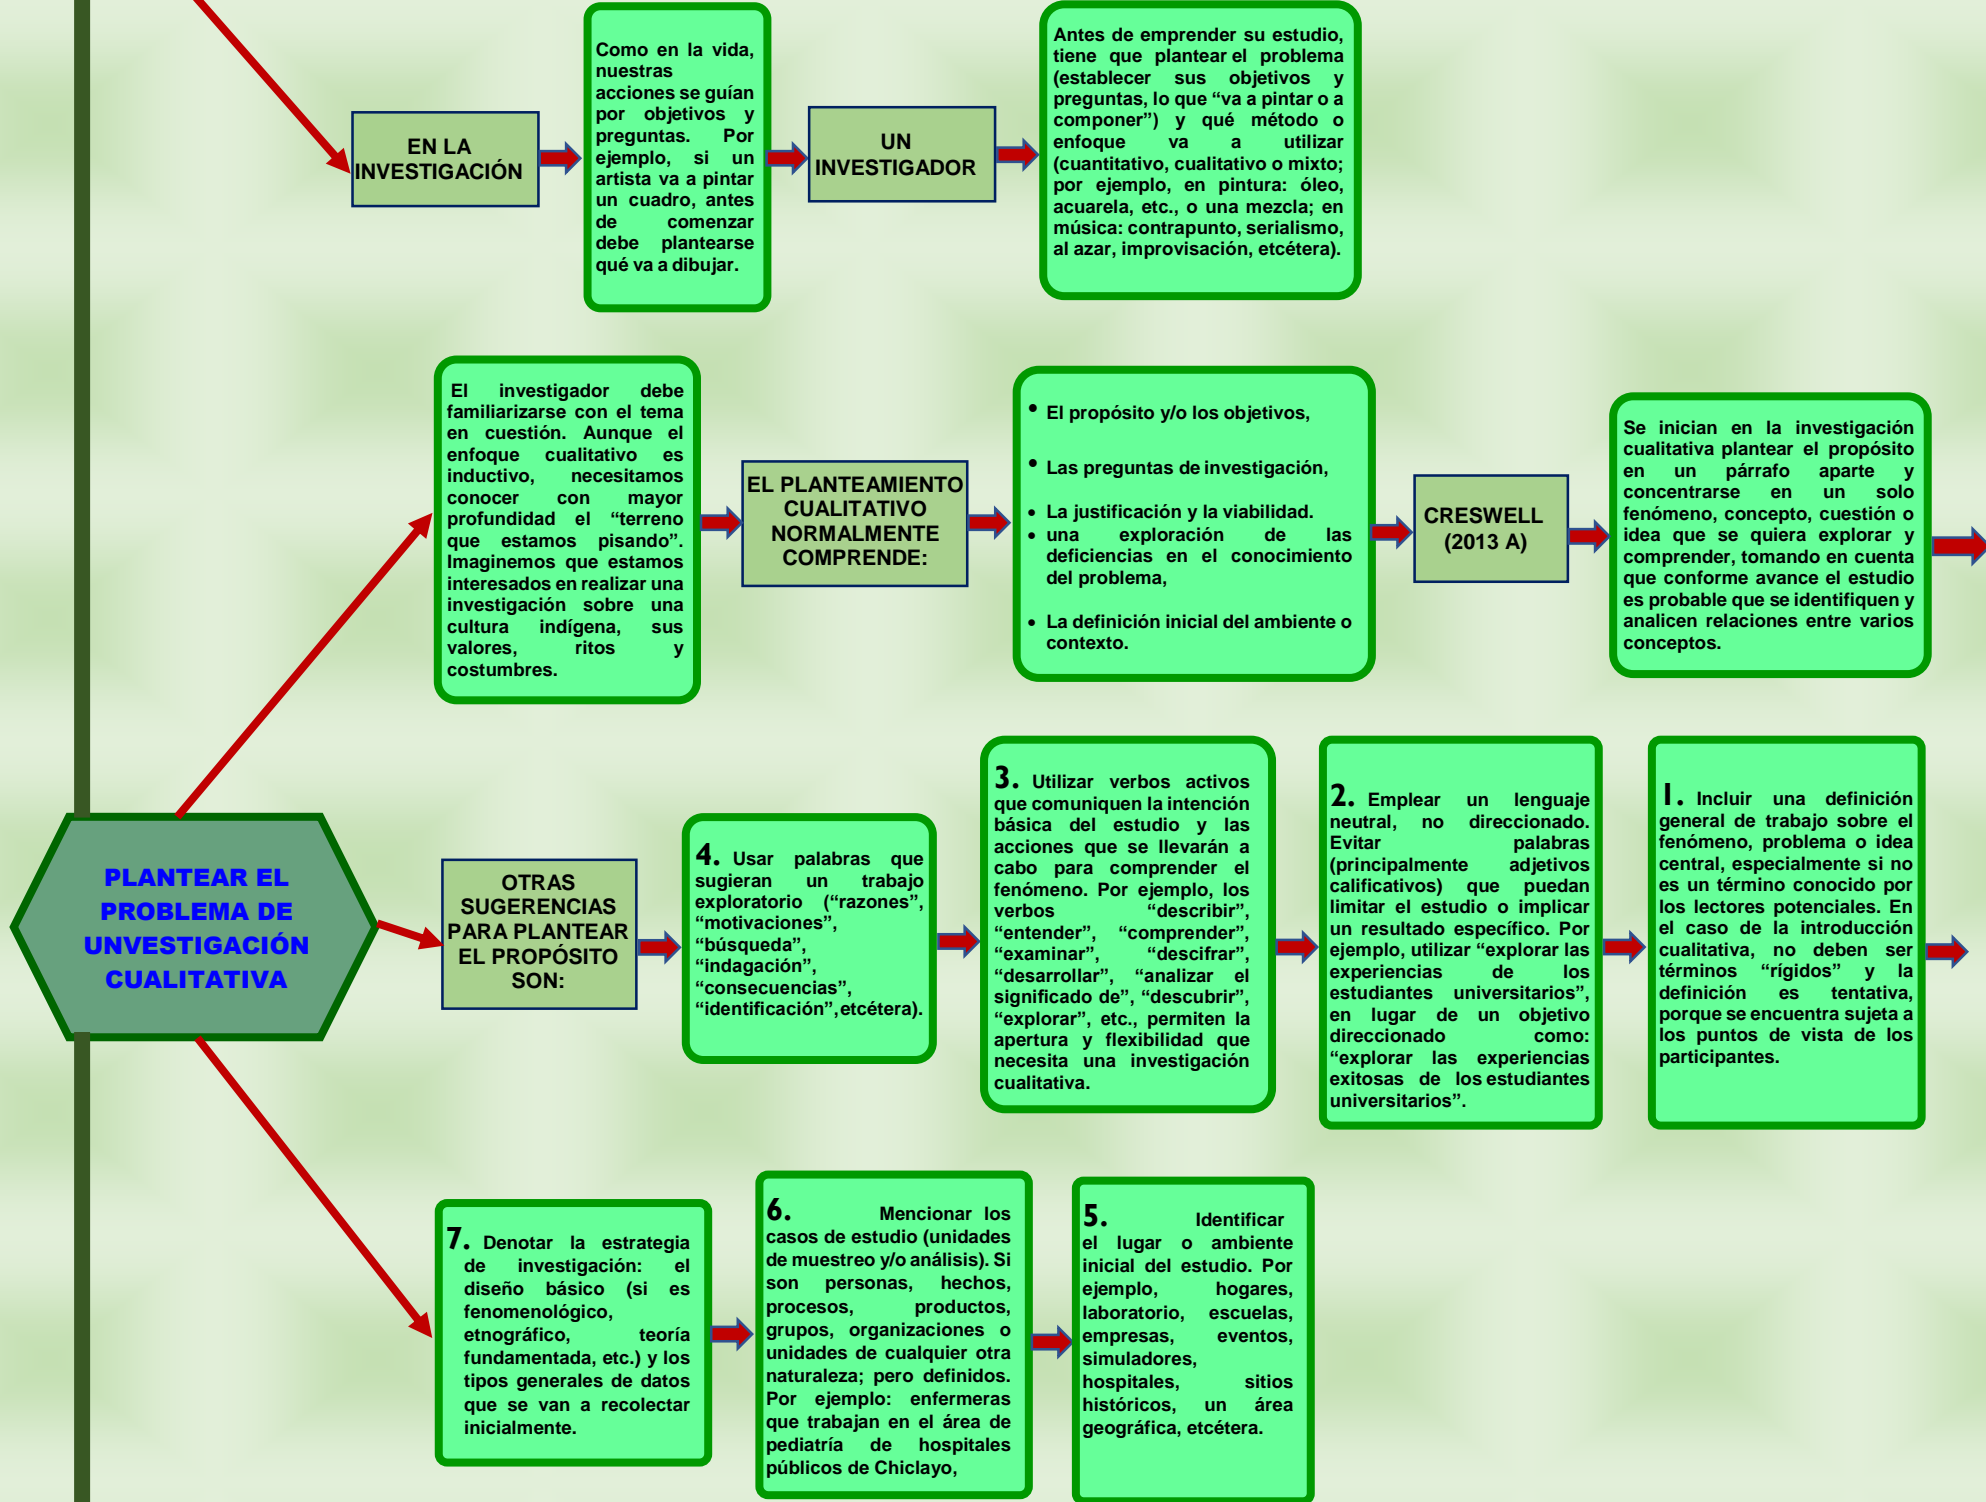 EN LA
INVESTIGACIÓN
Como en la vida,
nuestras
acciones se guían
por objetivos y
preguntas. Por
ejemplo, si un
artista va a pintar
un cuadro, antes
de comenzar
debe plantearse
qué va a dibujar.
UN
INVESTIGADOR
Antes de emprender su estudio,
tiene que plantear el problema
(establecer sus objetivos y
preguntas, lo que “va a pintar o a
componer”) y qué método o
enfoque va a utilizar
(cuantitativo, cualitativo o mixto;
por ejemplo, en pintura: óleo,
acuarela, etc., o una mezcla; en
música: contrapunto, serialismo,
al azar, improvisación, etcétera).
El investigador debe
familiarizarse con el tema
en cuestión. Aunque el
enfoque cualitativo es
inductivo, necesitamos
conocer con mayor
profundidad el “terreno
que estamos pisando”.
Imaginemos que estamos
interesados en realizar una
investigación sobre una
cultura indígena, sus
valores, ritos y
costumbres.
EL PLANTEAMIENTO
CUALITATIVO
NORMALMENTE
COMPRENDE:
• El propósito y/o los objetivos,
• Las preguntas de investigación,
• La justificación y la viabilidad.
• una exploración de las
deficiencias en el conocimiento
del problema,
• La definición inicial del ambiente o
contexto.
CRESWELL
(2013 A)
Se inician en la investigación
cualitativa plantear el propósito
en un párrafo aparte y
concentrarse en un solo
fenómeno, concepto, cuestión o
idea que se quiera explorar y
comprender, tomando en cuenta
que conforme avance el estudio
es probable que se identifiquen y
analicen relaciones entre varios
conceptos.
PLANTEAR EL
PROBLEMA DE
UNVESTIGACIÓN
CUALITATIVA
OTRAS
SUGERENCIAS
PARA PLANTEAR
EL PROPÓSITO
SON:
4. Usar palabras que
sugieran un trabajo
exploratorio (“razones”,
“motivaciones”,
“búsqueda”,
“indagación”,
“consecuencias”,
“identificación”,etcétera).
3. Utilizar verbos activos
que comuniquen la intención
básica del estudio y las
acciones que se llevarán a
cabo para comprender el
fenómeno. Por ejemplo, los
verbos “describir”,
“entender”, “comprender”,
“examinar”, “descifrar”,
“desarrollar”, “analizar el
significado de”, “descubrir”,
“explorar”, etc., permiten la
apertura y flexibilidad que
necesita una investigación
cualitativa.
2. Emplear un lenguaje
neutral, no direccionado.
Evitar palabras
(principalmente adjetivos
calificativos) que puedan
limitar el estudio o implicar
un resultado específico. Por
ejemplo, utilizar “explorar las
experiencias de los
estudiantes universitarios”,
en lugar de un objetivo
direccionado como:
“explorar las experiencias
exitosas de los estudiantes
universitarios”.
1. Incluir una definición
general de trabajo sobre el
fenómeno, problema o idea
central, especialmente si no
es un término conocido por
los lectores potenciales. En
el caso de la introducción
cualitativa, no deben ser
términos “rígidos” y la
definición es tentativa,
porque se encuentra sujeta a
los puntos de vista de los
participantes.
7. Denotar la estrategia
de investigación: el
diseño básico (si es
fenomenológico,
etnográfico, teoría
fundamentada, etc.) y los
tipos generales de datos
que se van a recolectar
inicialmente.
6. Mencionar los
casos de estudio (unidades
de muestreo y/o análisis). Si
son personas, hechos,
procesos, productos,
grupos, organizaciones o
unidades de cualquier otra
naturaleza; pero definidos.
Por ejemplo: enfermeras
que trabajan en el área de
pediatría de hospitales
públicos de Chiclayo,
5. Identificar
el lugar o ambiente
inicial del estudio. Por
ejemplo, hogares,
laboratorio, escuelas,
empresas, eventos,
simuladores,
hospitales, sitios
históricos, un área
geográfica, etcétera.